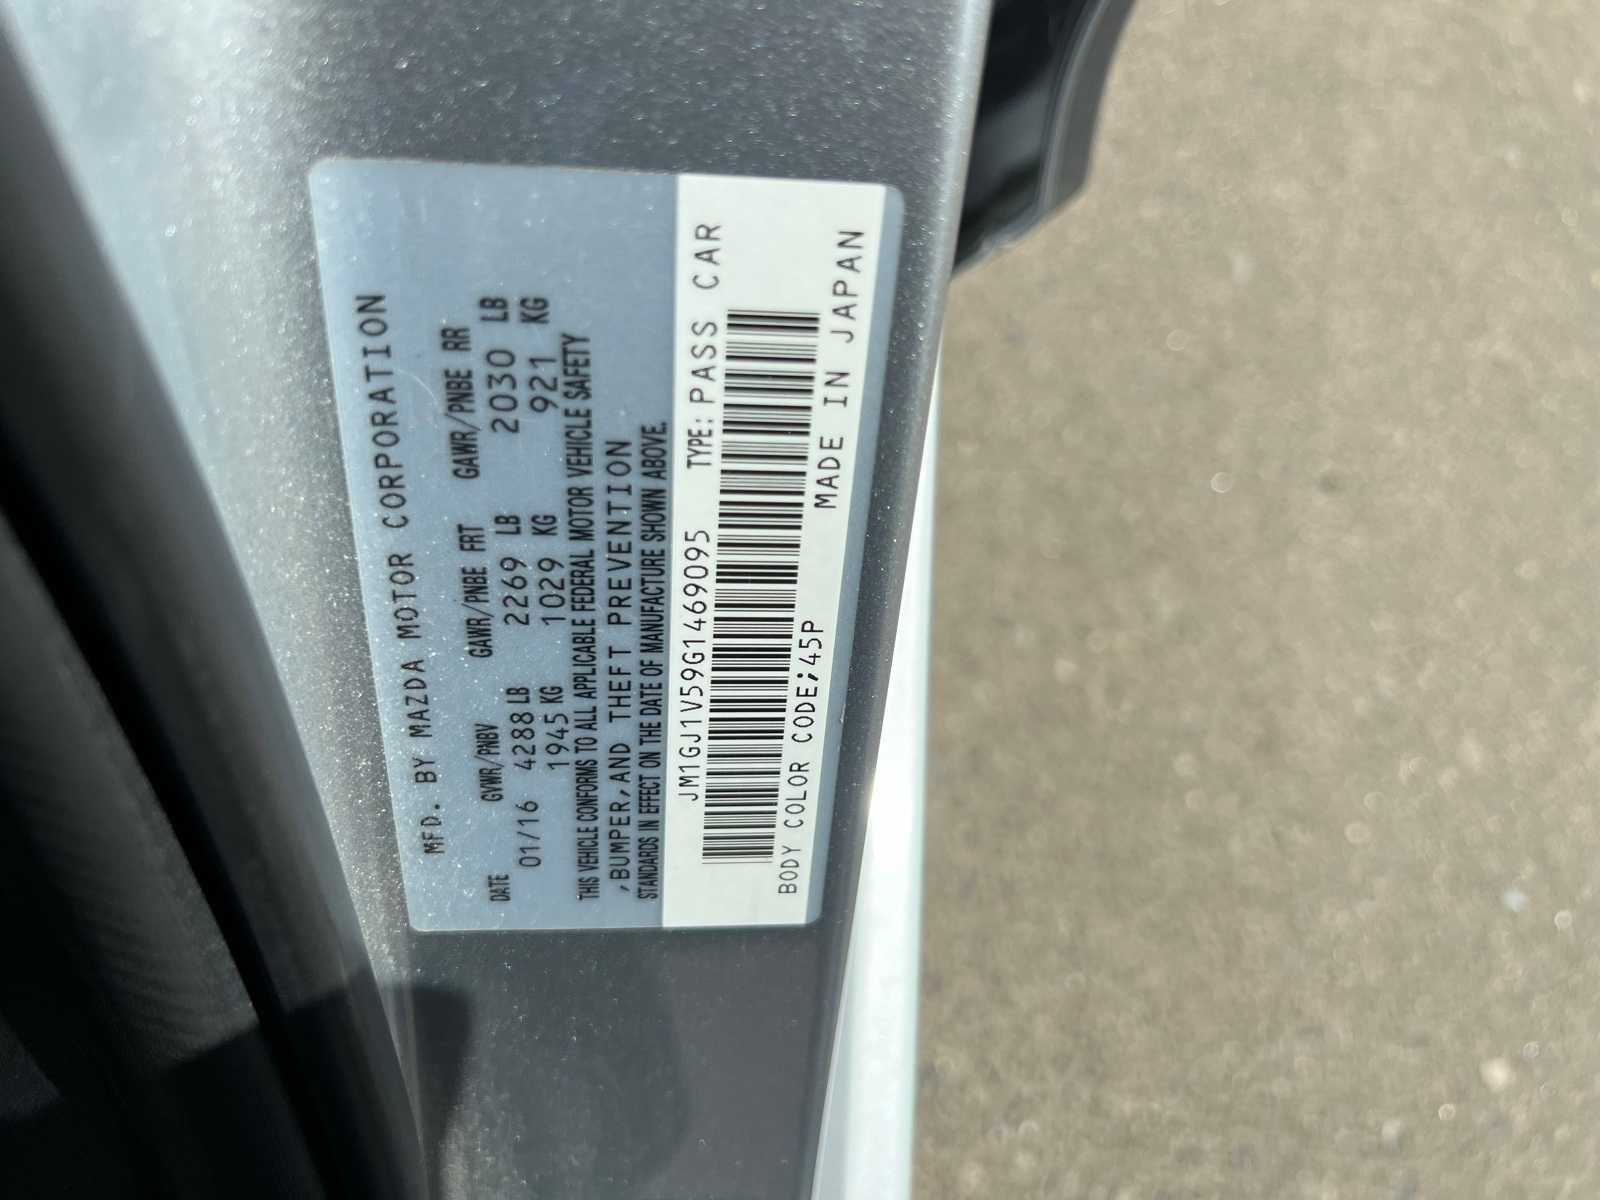 MFD. BY MAZDA MOTOR CORPORATION
DATE GVWR/PNBV GAWR/PNBE FRT GAWR/PNBE RR
01/16 4288 LB 2269 LB 2030 LB
1945 KG 1029 KG 921 KG
THIS VEHICLE CONFORMS TO ALL APPLICABLE FEDERAL MOTOR VEHICLE SAFETY
,BUMPER,AND THEFT PREVENTION
STANDARDS IN EFFECT ON THE DATE OF MANUFACTURE SHOWN ABOVE.
JM1GJ1V59G1469095 TYPE: PASS CAR
BODY COLOR CODE;45P MADE IN JAPAN